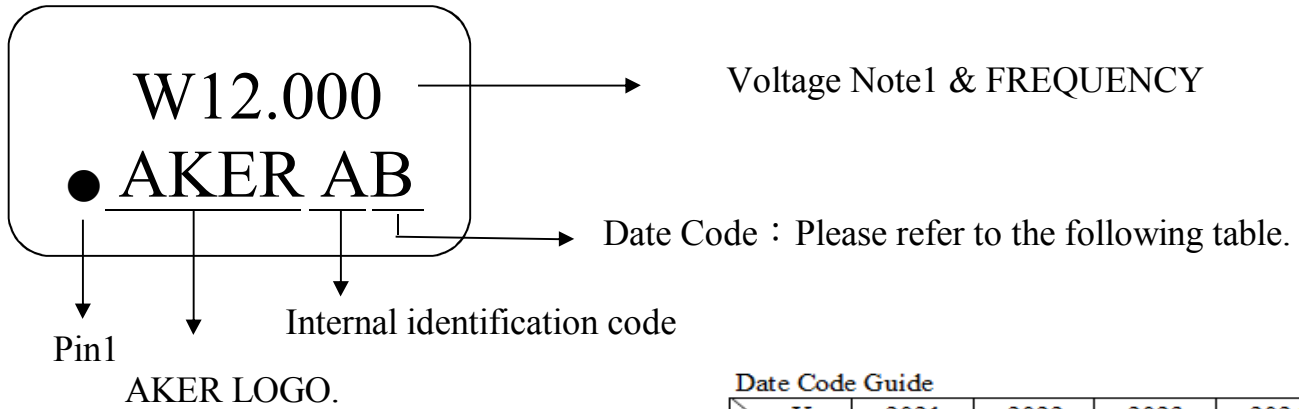 W12.000
Voltage Note1 & FREQUENCY
AKER AB
Date Code：Please refer to the following table.
Internal identification code
Pin1
AKER LOGO.
Date Code Guide